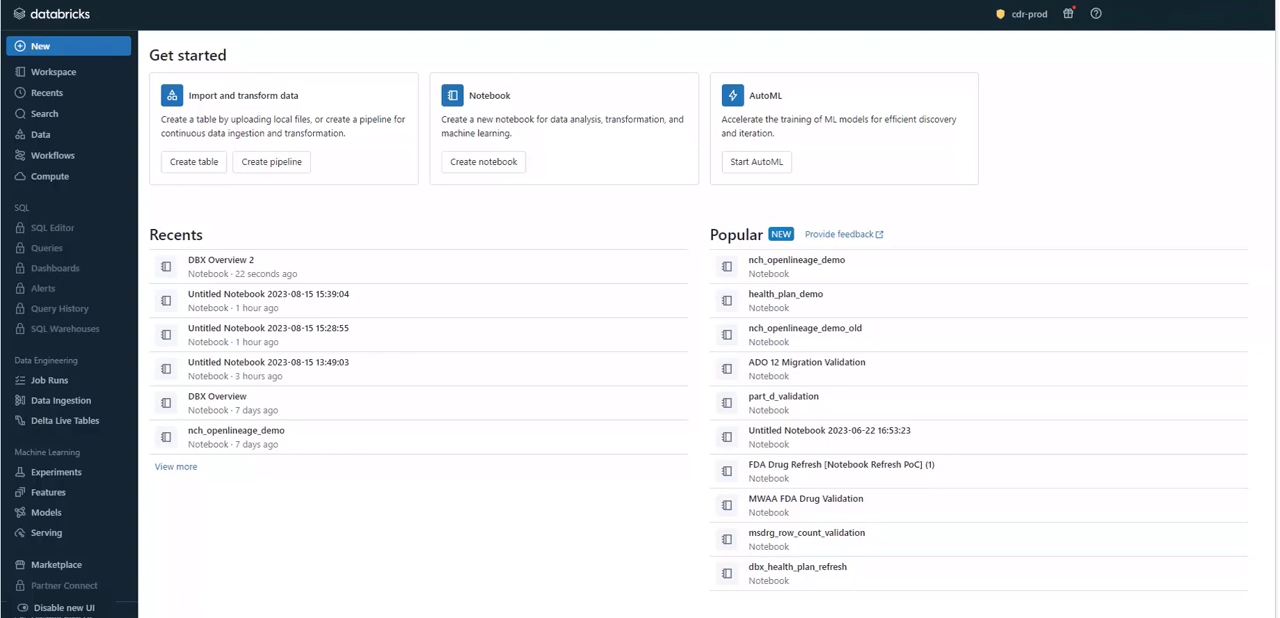 databricks
cdr-prod
New
Workspace
Recents
Search
Data
Workflows
Compute
SQL
SQL Editor
Queries
Dashboards
Alerts
Query History
SQL Warehouses
Data Engineering
Job Runs
Data Ingestion
Delta Live Tables
Machine Learning
Experiments
Features
Models
Serving
Marketplace
Partner Connect
Disable new UI
Get started
Import and transform data
Create a table by uploading local files, or create a pipeline for
continuous data ingestion and transformation.
Create table
Create pipeline
Notebook
Create a new notebook for data analysis, transformation, and
machine learning.
Create notebook
AutoML
Accelerate the training of ML models for efficient discovery
and iteration.
Start AutoML
Recents
DBX Overview 2
Notebook · 22 seconds ago
Untitled Notebook 2023-08-15 15:39:04
Notebook · 1 hour ago
Untitled Notebook 2023-08-15 15:28:55
Notebook · 1 hour ago
Untitled Notebook 2023-08-15 13:49:03
Notebook · 3 hours ago
DBX Overview
Notebook · 7 days ago
nch_openlineage_demo
Notebook · 7 days ago
View more
Popular NEW Provide feedback
nch_openlineage_demo
Notebook
health_plan_demo
Notebook
nch_openlineage_demo_old
Notebook
ADO 12 Migration Validation
Notebook
part_d_validation
Notebook
Untitled Notebook 2023-06-22 16:53:23
Notebook
FDA Drug Refresh [Notebook Refresh PoC] (1)
Notebook
MWAA FDA Drug Validation
Notebook
msdrg_row_count_validation
Notebook
dbx_health_plan_refresh
Notebook